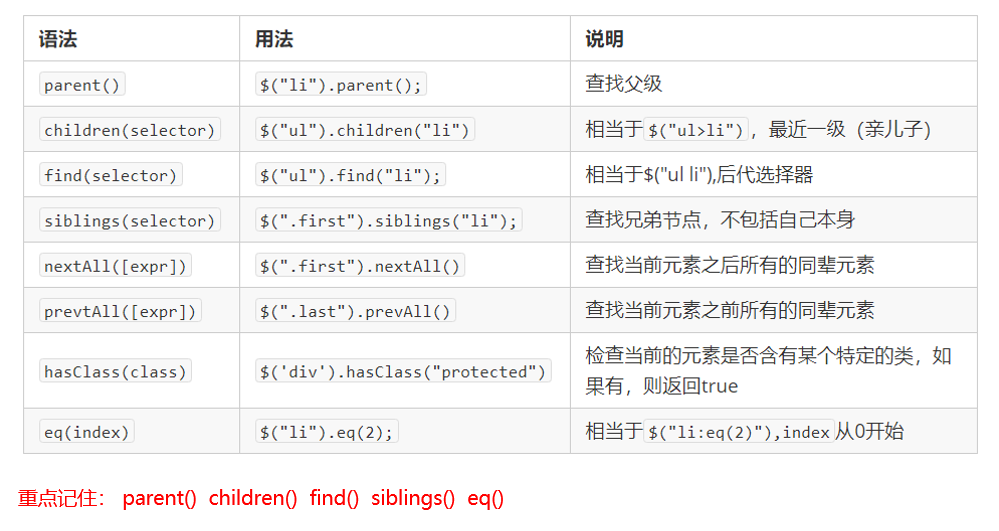 语法 用法 说明
parent() $("li").parent(); 查找父级
children(selector) $("ul").children("li") 相当于$("ul>li")，最近一级（亲儿子）
find(selector) $("ul").find("li"); 相当于$("ul li"),后代选择器
siblings(selector) $(".first").siblings("li"); 查找兄弟节点，不包括自己本身
nextAll([expr]) $(".first").nextAll() 查找当前元素之后所有的同辈元素
prevtAll([expr]) $(".last").prevAll() 查找当前元素之前所有的同辈元素
hasClass(class) $('div').hasClass("protected") 检查当前的元素是否含有某个特定的类，如
果有，则返回true
eq(index) $("li").eq(2); 相当于$("li:eq(2)"),index从0开始
重点记住： parent() children() find() siblings() eq()